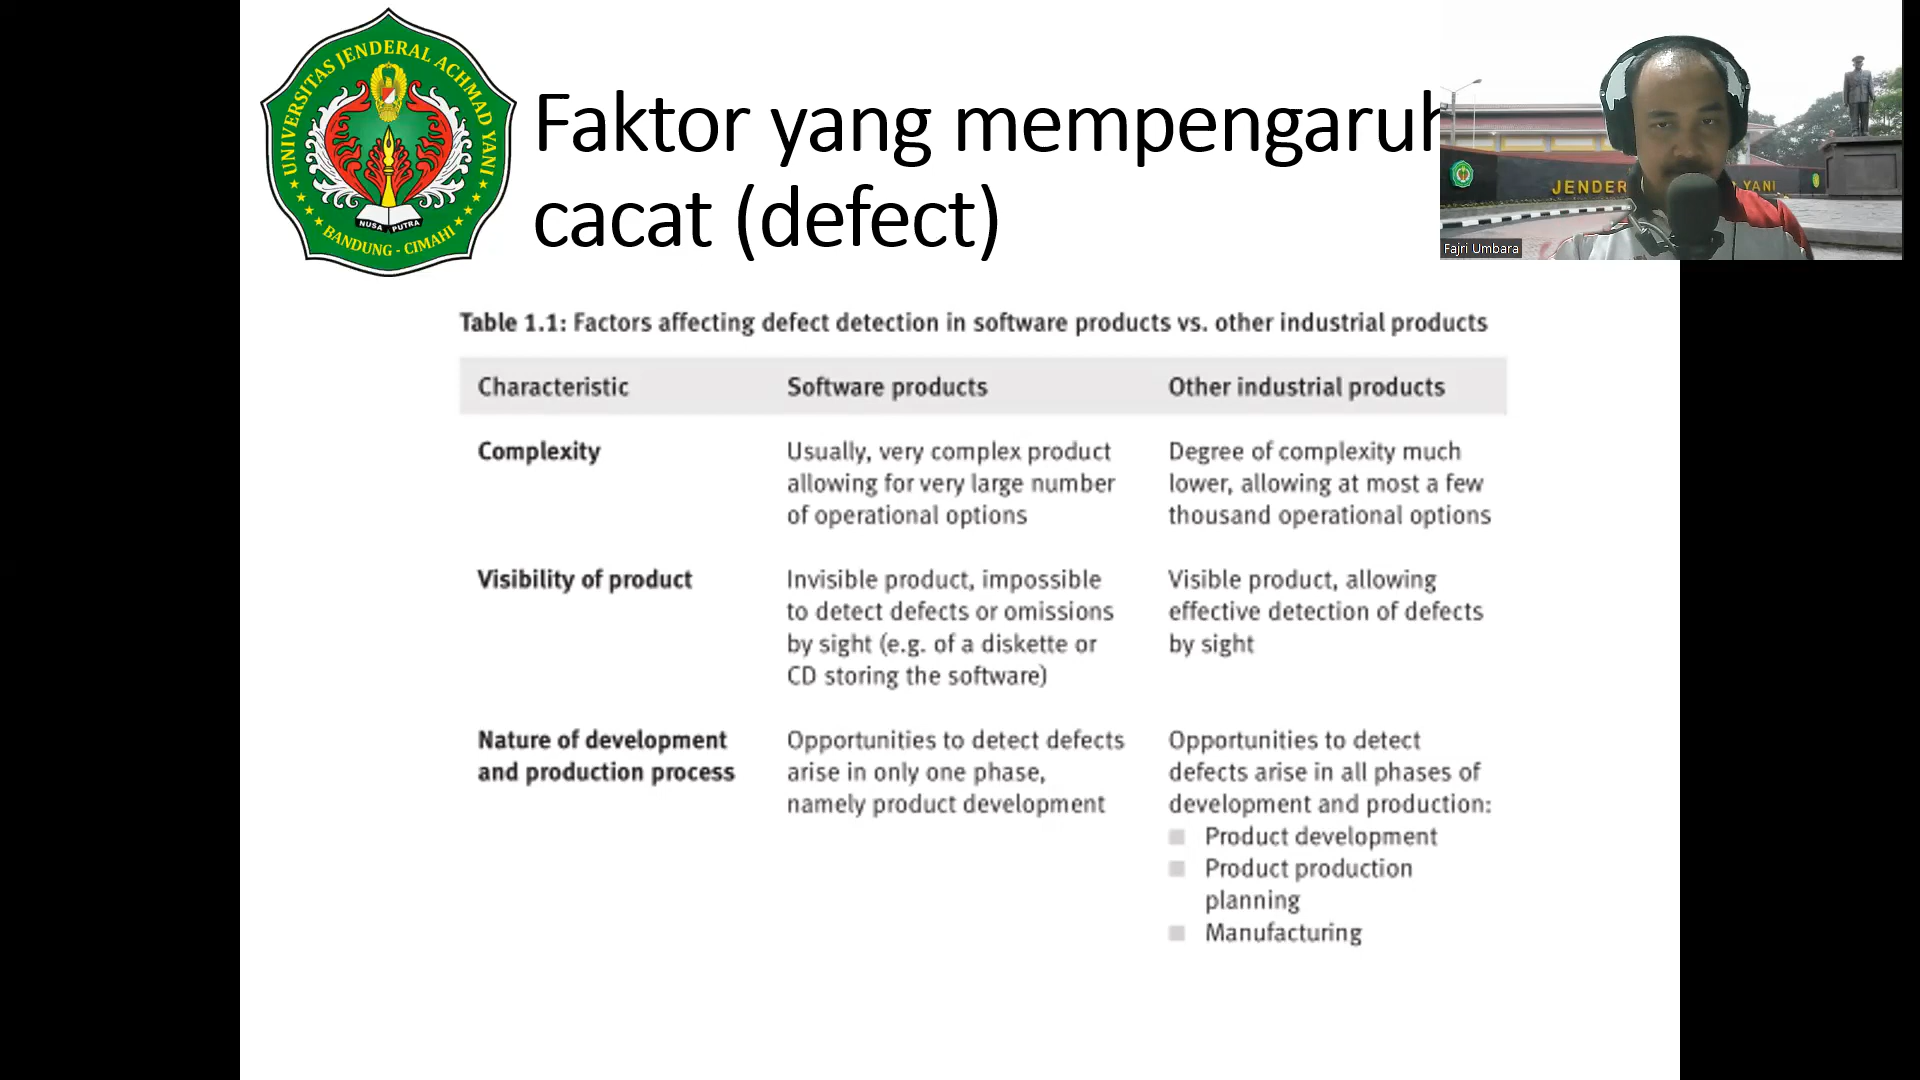 UNIVERSITAS JENDERAL ACHMAD YANI
NUSA PUTRA
BANDUNG - CIMAHI
Faktor yang mempengaruh
cacat (defect)
JENDER YANI
Fajri Umbara
Table 1.1: Factors affecting defect detection in software products vs. other industrial products
Characteristic Software products Other industrial products
Complexity Usually, very complex product Degree of complexity much
allowing for very large number lower, allowing at most a few
of operational options thousand operational options
Visibility of product Invisible product, impossible Visible product, allowing
to detect defects or omissions effective detection of defects
by sight (e.g. of a diskette or by sight
CD storing the software)
Nature of development Opportunities to detect defects Opportunities to detect
and production process arise in only one phase, defects arise in all phases of
namely product development development and production:
Product development
Product production
planning
Manufacturing